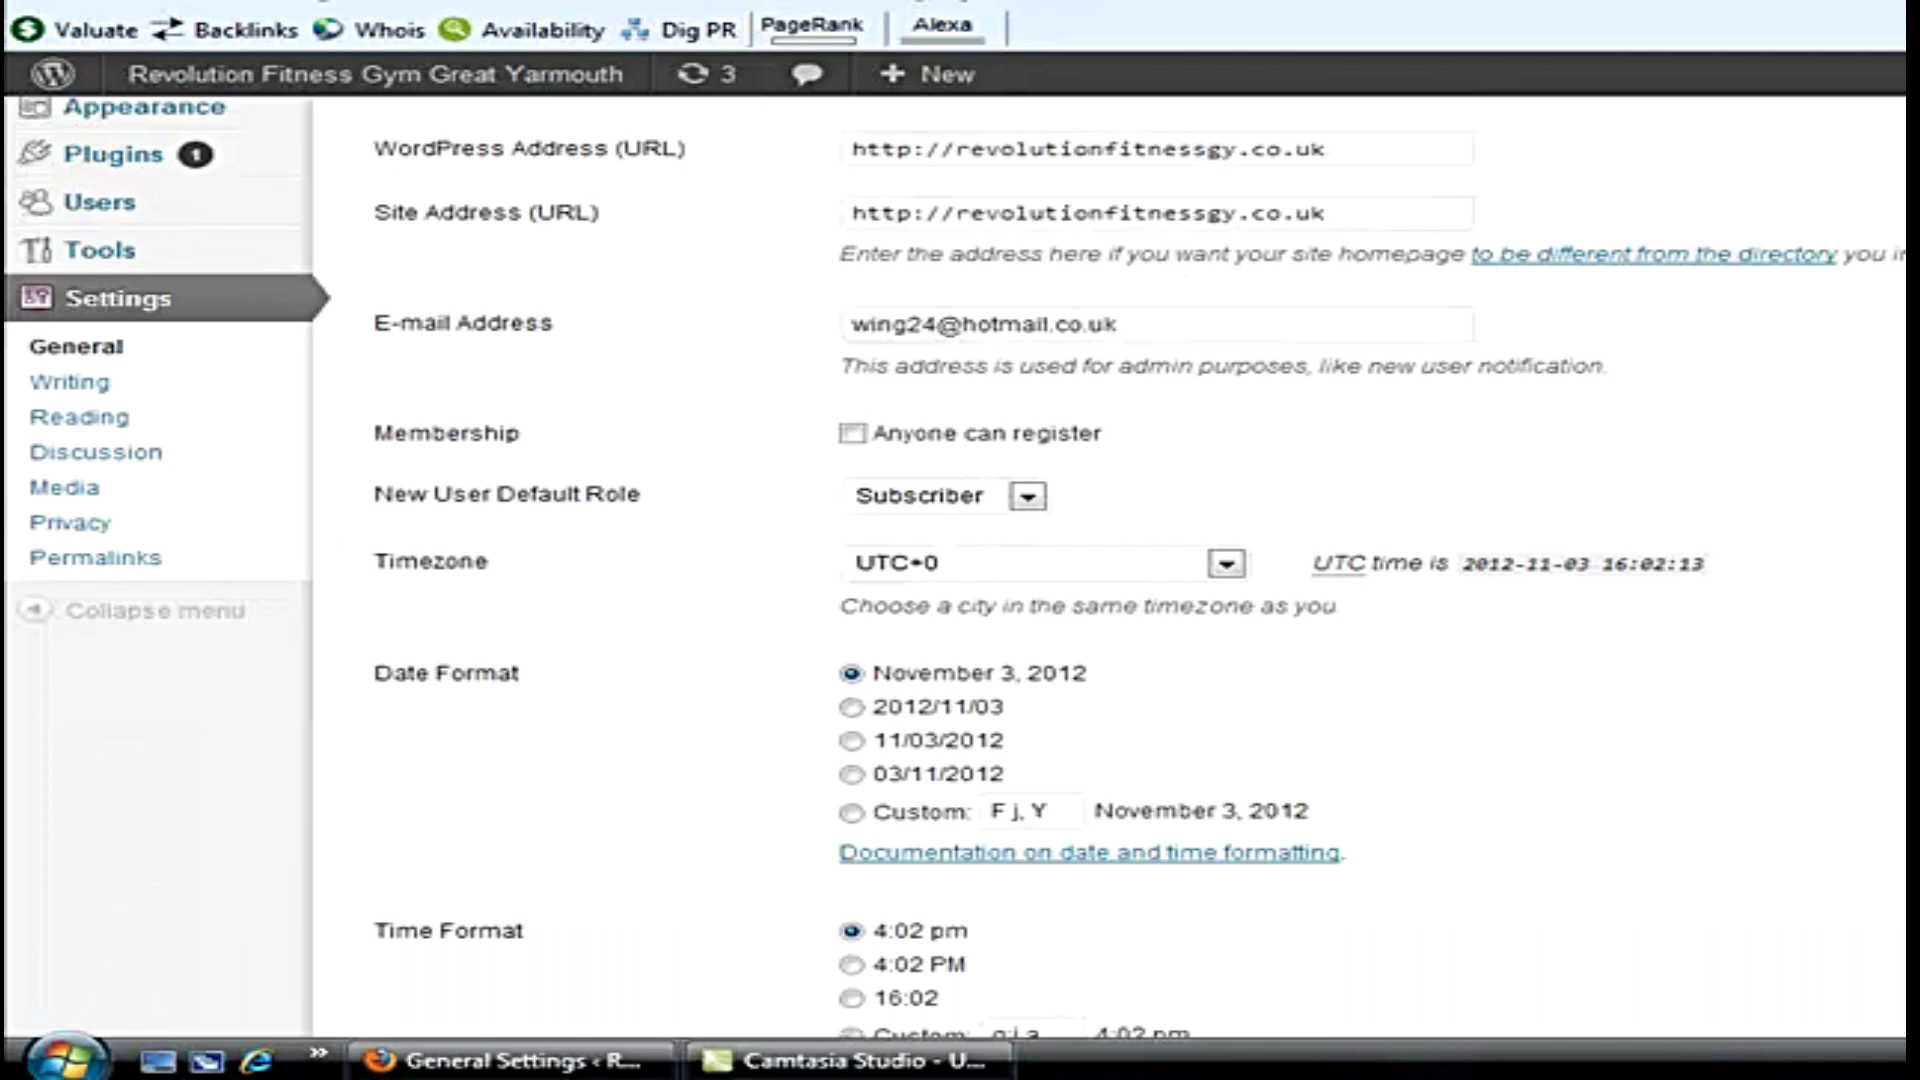 Valuate Backlinks Whois Availability Dig PR PageRank Alexa
Revolution Fitness Gym Great Yarmouth 3 New
Appearance
Plugins 1
Users
Tools
Settings
General
Writing
Reading
Discussion
Media
Privacy
Permalinks
Collapse menu
WordPress Address (URL) http://revolutionfitnessgy.co.uk
Site Address (URL) http://revolutionfitnessgy.co.uk
Enter the address here if you want your site homepage to be different from the directory you
E-mail Address wing24@hotmail.co.uk
This address is used for admin purposes, like new user notification.
Membership Anyone can register
New User Default Role Subscriber
Timezone UTC+0 UTC time is 2012-11-03 16:02:13
Choose a city in the same timezone as you
Date Format November 3, 2012
2012/11/03
11/03/2012
03/11/2012
Custom: F j, Y November 3, 2012
Documentation on date and time formatting.
Time Format 4:02 pm
4:02 PM
16:02
Custom: g:i a 4:02 pm
» General Settings ‹ R... Camtasia Studio - U...